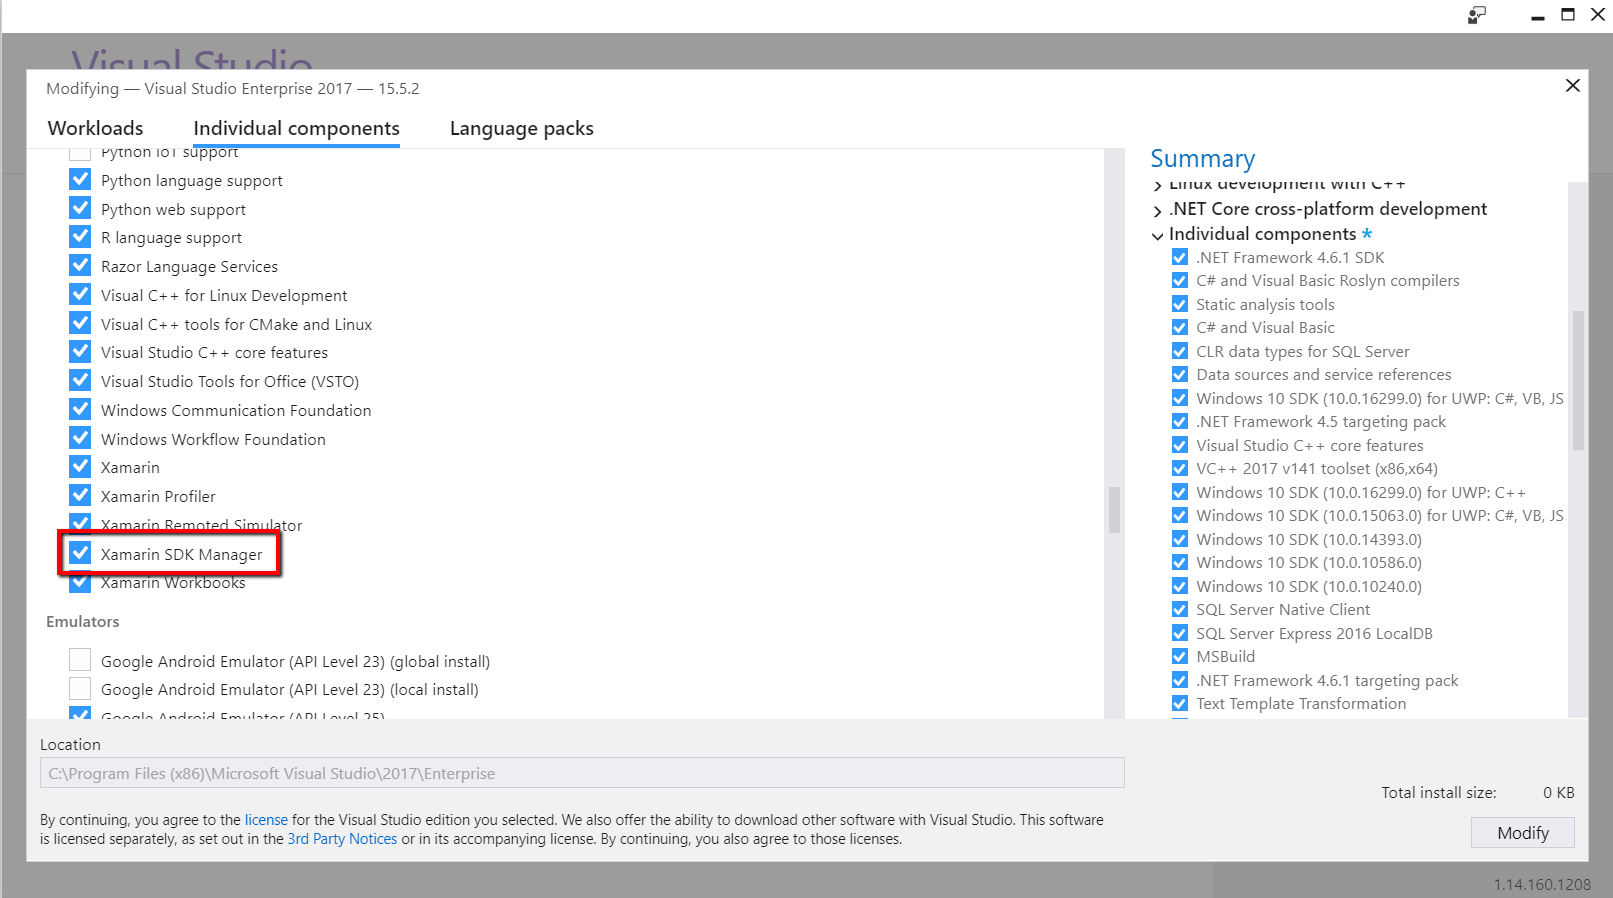 Visual Studio
Modifying — Visual Studio Enterprise 2017 — 15.5.2
Workloads
Individual components
Language packs
Python IoT support
Python language support
Python web support
R language support
Razor Language Services
Visual C++ for Linux Development
Visual C++ tools for CMake and Linux
Visual Studio C++ core features
Visual Studio Tools for Office (VSTO)
Windows Communication Foundation
Windows Workflow Foundation
Xamarin
Xamarin Profiler
Xamarin Remoted Simulator
Xamarin SDK Manager
Xamarin Workbooks
Emulators
Google Android Emulator (API Level 23) (global install)
Google Android Emulator (API Level 23) (local install)
Google Android Emulator (API Level 25)
Summary
Linux development with C++
.NET Core cross-platform development
Individual components *
.NET Framework 4.6.1 SDK
C# and Visual Basic Roslyn compilers
Static analysis tools
C# and Visual Basic
CLR data types for SQL Server
Data sources and service references
Windows 10 SDK (10.0.16299.0) for UWP: C#, VB, JS
.NET Framework 4.5 targeting pack
Visual Studio C++ core features
VC++ 2017 v141 toolset (x86,x64)
Windows 10 SDK (10.0.16299.0) for UWP: C++
Windows 10 SDK (10.0.15063.0) for UWP: C#, VB, JS
Windows 10 SDK (10.0.14393.0)
Windows 10 SDK (10.0.10586.0)
Windows 10 SDK (10.0.10240.0)
SQL Server Native Client
SQL Server Express 2016 LocalDB
MSBuild
.NET Framework 4.6.1 targeting pack
Text Template Transformation
Location
C:\Program Files (x86)\Microsoft Visual Studio\2017\Enterprise
Total install size: 0 KB
By continuing, you agree to the license for the Visual Studio edition you selected. We also offer the ability to download other software with Visual Studio. This software
is licensed separately, as set out in the 3rd Party Notices or in its accompanying license. By continuing, you also agree to those licenses.
Modify
1.14.160.1208